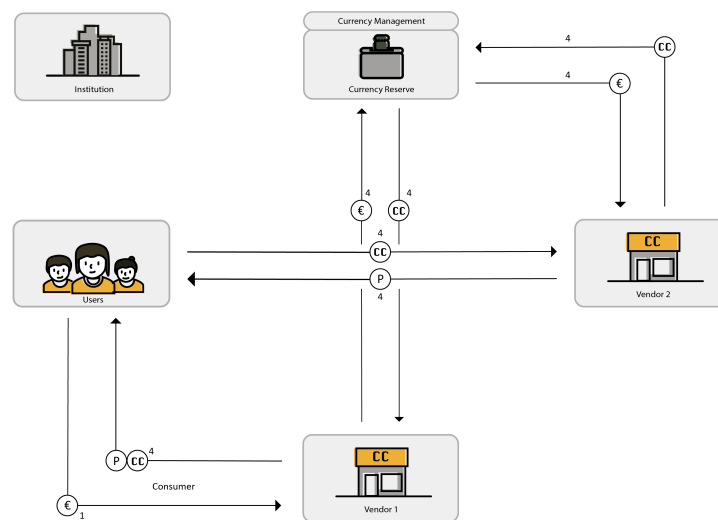 Currency Management
4
CC
Institution
Currency Reserve
4
€
4
4
€
CC
4
CC
CC
P
4
Users
Vendor 2
CC
P
CC
4
Consumer
€
1
Vendor 1